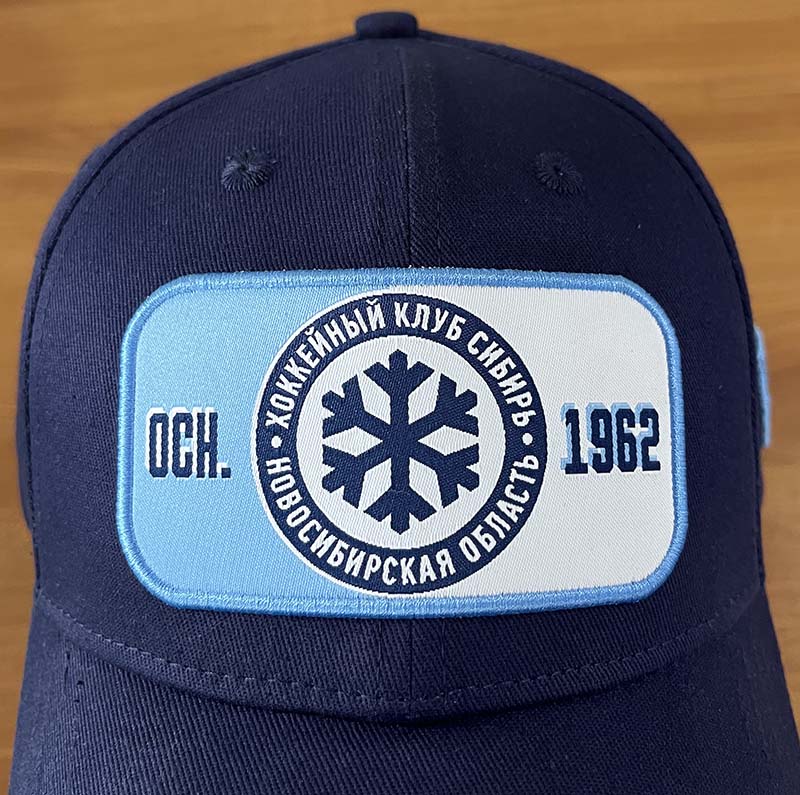 ОСН.
ХОККЕЙНЫЙ КЛУБ СИБИРЬ
НОВОСИБИРСКАЯ ОБЛАСТЬ
1962